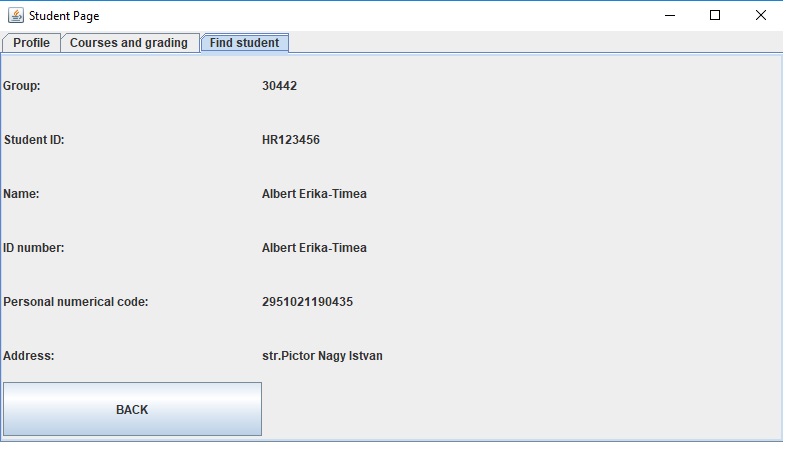 Student Page
Profile Courses and grading Find student
Group: 30442
Student ID: HR123456
Name: Albert Erika-Timea
ID number: Albert Erika-Timea
Personal numerical code: 2951021190435
Address: str.Pictor Nagy Istvan
BACK